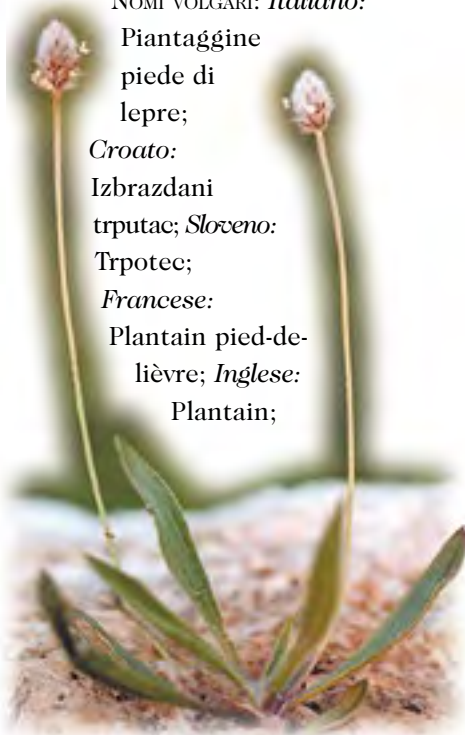 NOMI VOLGARI: Italiano:
Piantaggine
piede di
lepre;
Croato:
Izbrazdani
trputac; Sloveno:
Trpotec;
Francese:
Plantain pied-de-
lièvre; Inglese:
Plantain;